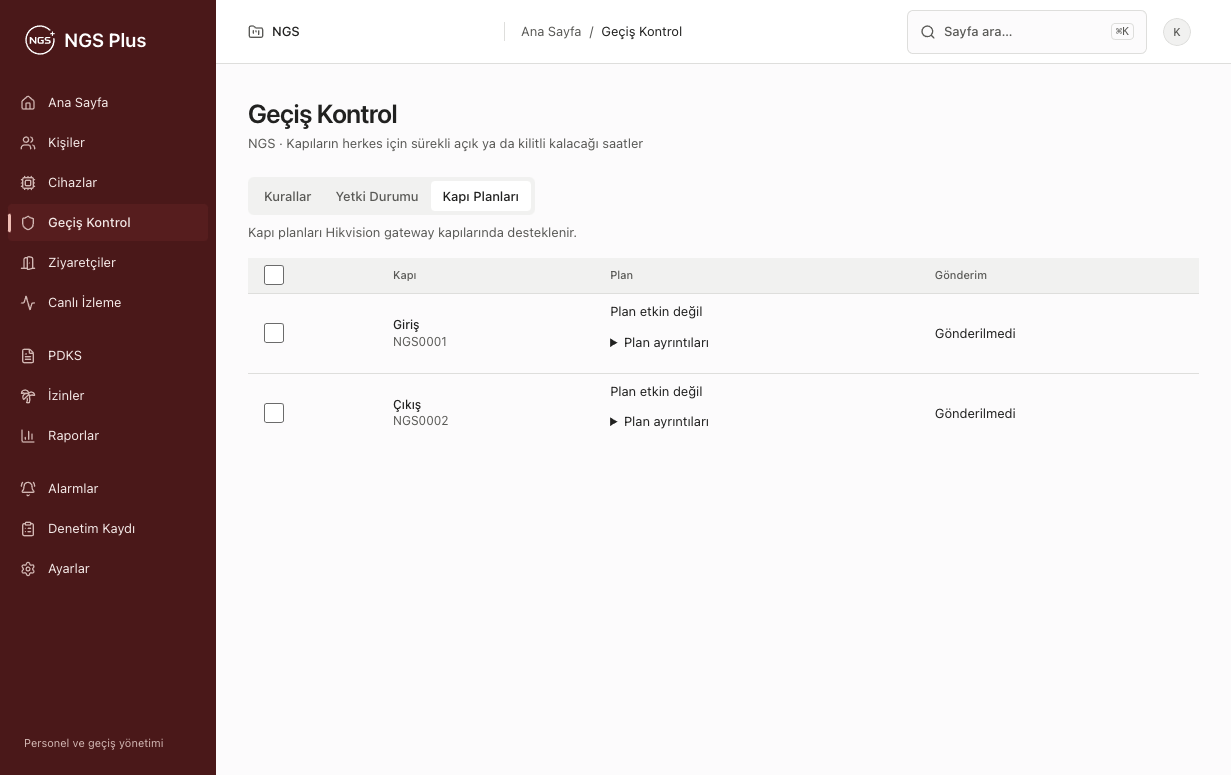 NGS
NGS Plus
Ana Sayfa
Kişiler
Cihazlar
Geçiş Kontrol
Ziyaretçiler
Canlı İzleme
PDKS
İzinler
Raporlar
Alarmlar
Denetim Kaydı
Ayarlar
Personel ve geçiş yönetimi
NGS
Ana Sayfa / Geçiş Kontrol
Sayfa ara... ⌘K
K
Geçiş Kontrol
NGS · Kapıların herkes için sürekli açık ya da kilitli kalacağı saatler
Kurallar Yetki Durumu Kapı Planları
Kapı planları Hikvision gateway kapılarında desteklenir.
Kapı Plan Gönderim
Giriş
NGS0001
Plan etkin değil
▶ Plan ayrıntıları
Gönderilmedi
Çıkış
NGS0002
Plan etkin değil
▶ Plan ayrıntıları
Gönderilmedi